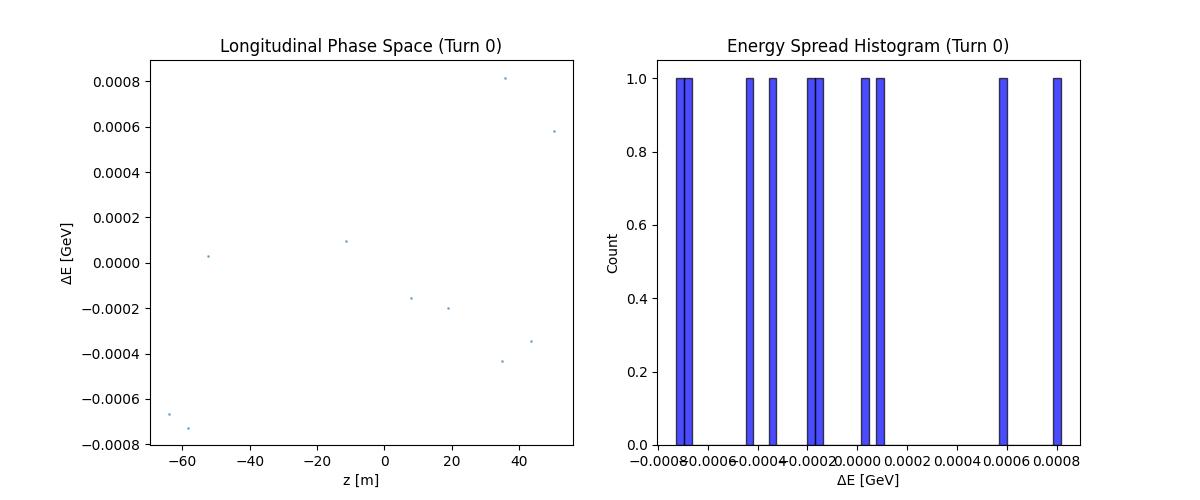 Longitudinal Phase Space (Turn 0)
ΔE [GeV]
0.0008
0.0006
0.0004
0.0002
0.0000
−0.0002
−0.0004
−0.0006
−0.0008
−60 −40 −20 0 20 40
z [m]
Energy Spread Histogram (Turn 0)
Count
1.0
0.8
0.6
0.4
0.2
0.0
−0.0008 −0.0006 −0.0004 −0.0002 0.0000 0.0002 0.0004 0.0006 0.0008
ΔE [GeV]